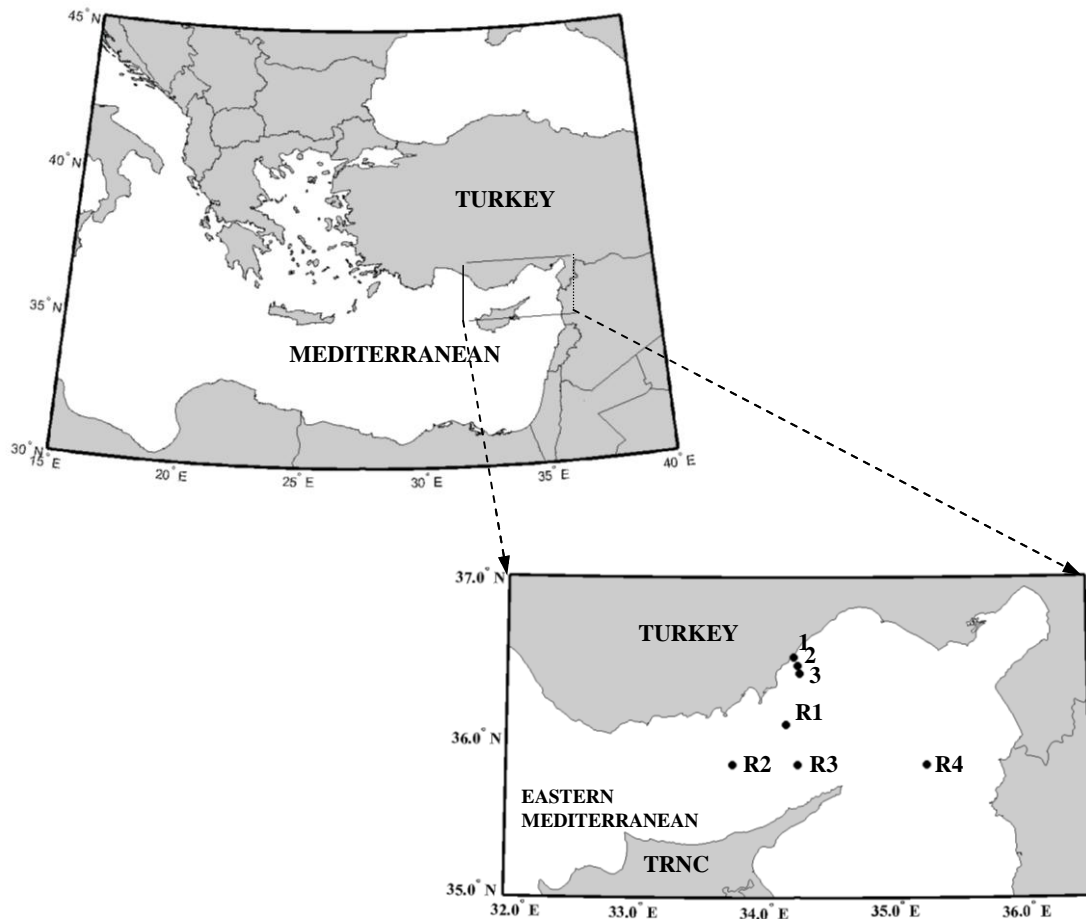 45° N
40° N
TURKEY
35° N
MEDITERRANEAN
30° N
15° E
20° E
25° E
30° E
35° E
40° E
37.0° N
TURKEY
1
2
3
R1
36.0° N
R2
R3
R4
EASTERN
MEDITERRANEAN
TRNC
35.0° N
32.0° E
33.0° E
34.0° E
35.0° E
36.0° E